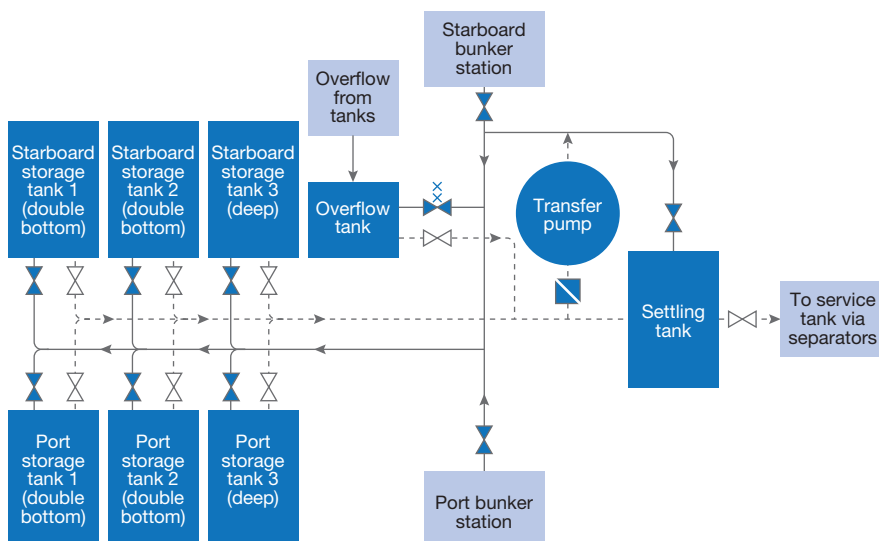 Starboard
bunker
station
Overflow
from
tanks
Starboard
storage
tank 1
(double
bottom)
Starboard
storage
tank 2
(double
bottom)
Starboard
storage
tank 3
(deep)
Overflow
tank
Transfer
pump
Settling
tank
To service
tank via
separators
Port
storage
tank 1
(double
bottom)
Port
storage
tank 2
(double
bottom)
Port
storage
tank 3
(deep)
Port bunker
station